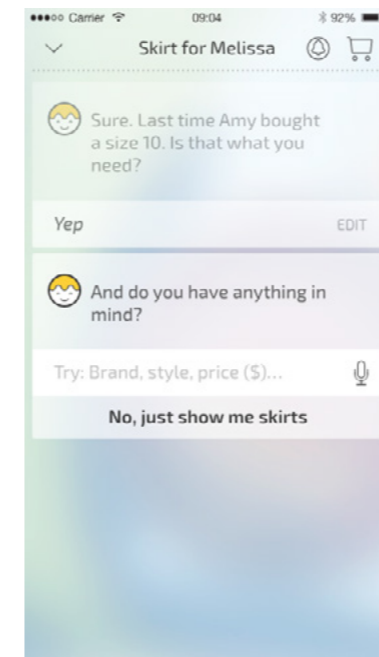 Carrier 09:04 92%
Skirt for Melissa
Sure. Last time Amy bought
a size 10. Is that what you
need?
Yep EDIT
And do you have anything in
mind?
Try: Brand, style, price ($)...
No, just show me skirts